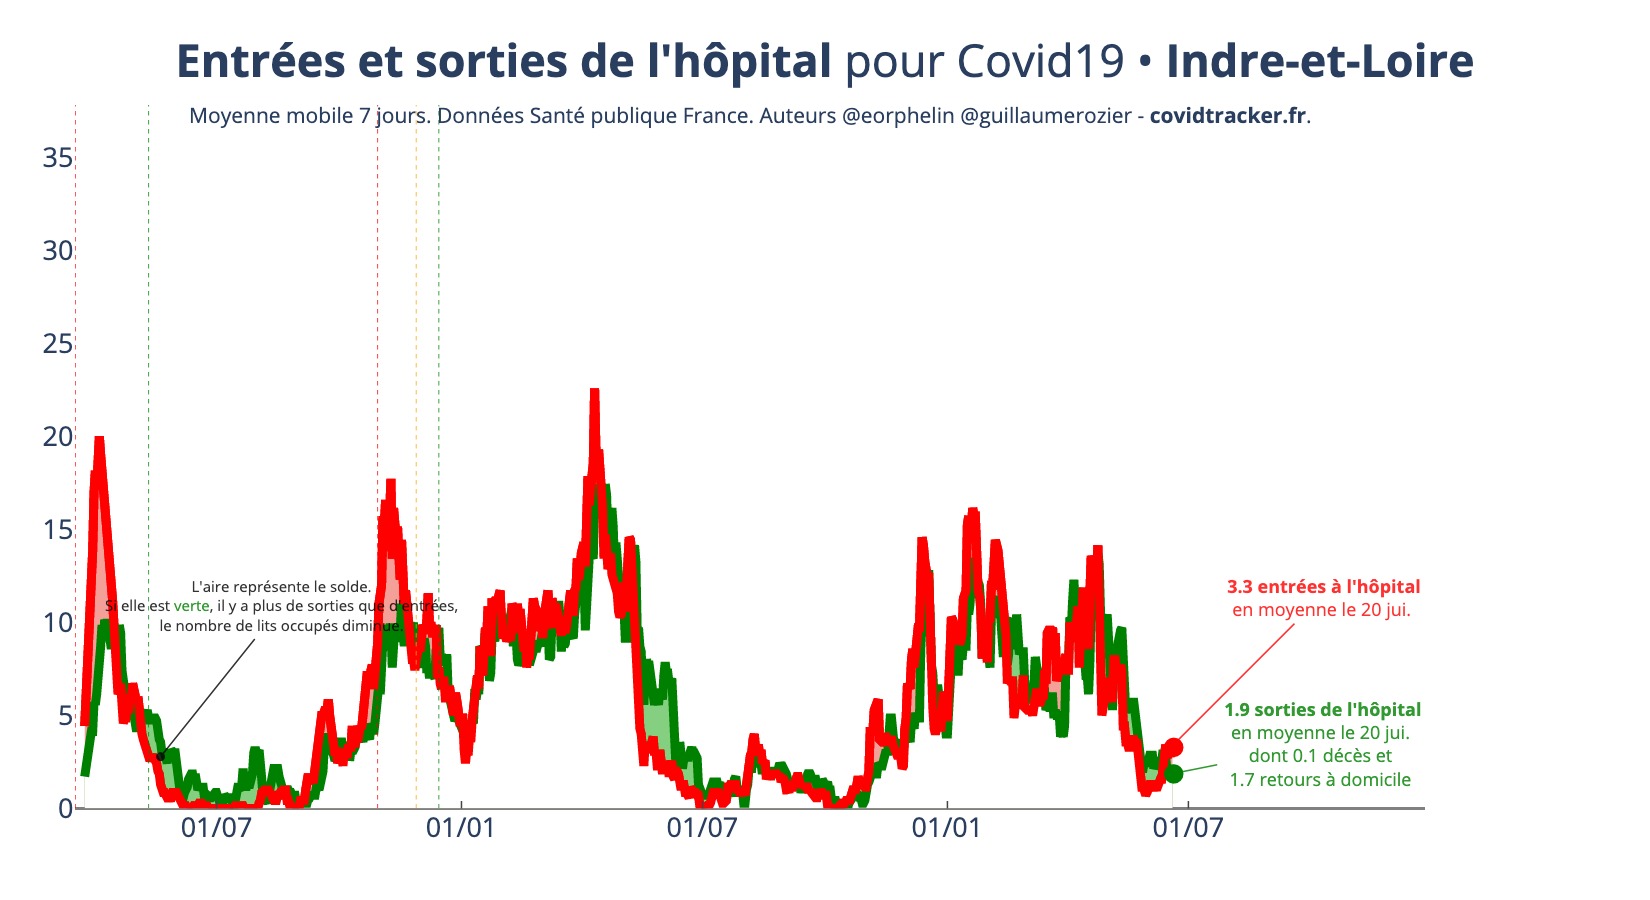 Entrées et sorties de l'hôpital pour Covid19 • Indre-et-Loire
Moyenne mobile 7 jours. Données Santé publique France. Auteurs @eorphelin @guillaumerozier - covidtracker.fr.
35
30
25
20
15
10
5
0
L'aire représente le solde.
Si elle est verte, il y a plus de sorties que d'entrées,
le nombre de lits occupés diminue.
3.3 entrées à l'hôpital
en moyenne le 20 jui.
1.9 sorties de l'hôpital
en moyenne le 20 jui.
dont 0.1 décès et
1.7 retours à domicile
01/07
01/01
01/07
01/01
01/07